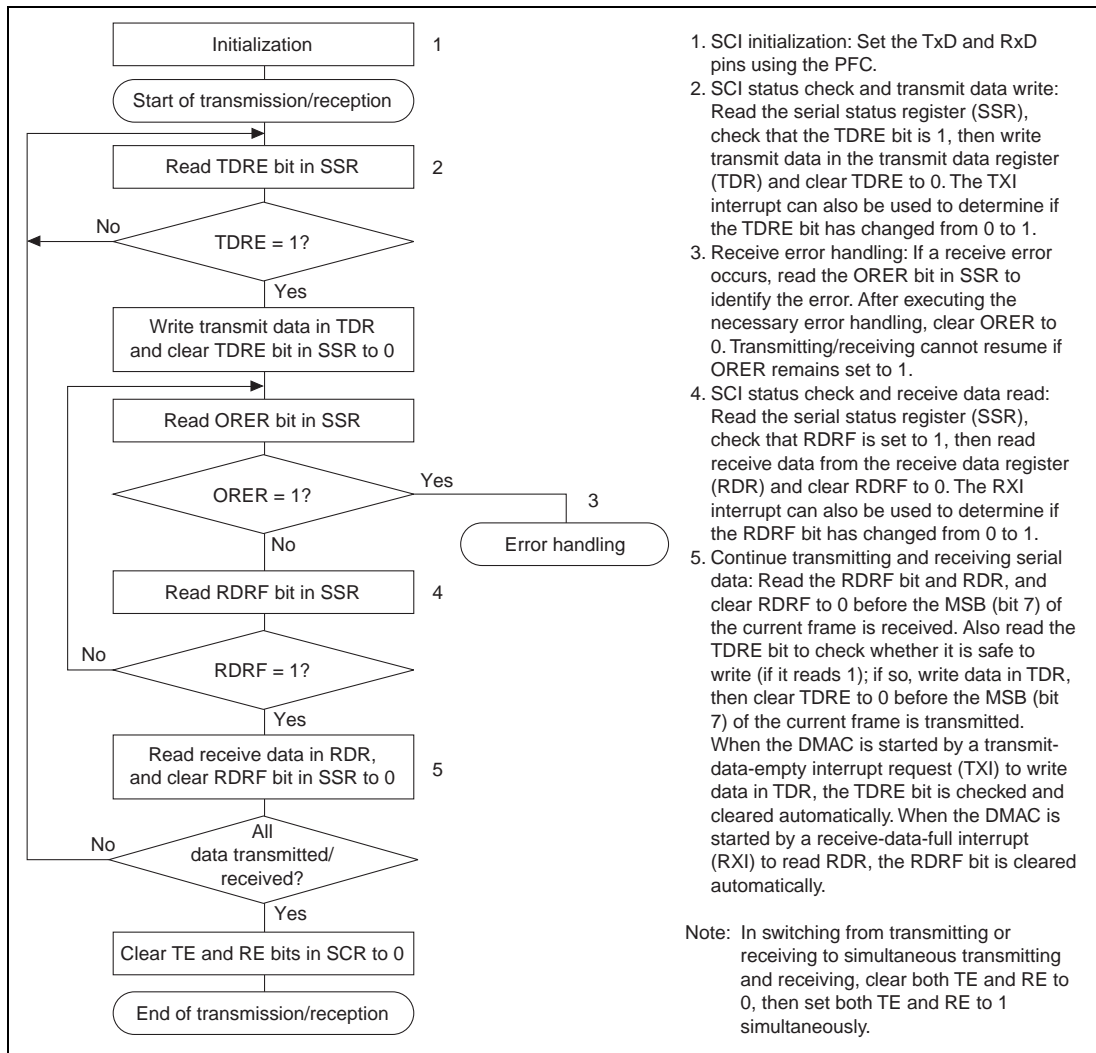 Initialization
1
Start of transmission/reception
Read TDRE bit in SSR
2
No
TDRE = 1?
Yes
Write transmit data in TDR
and clear TDRE bit in SSR to 0
Read ORER bit in SSR
ORER = 1?
Yes
3
Error handling
No
Read RDRF bit in SSR
4
No
RDRF = 1?
Yes
Read receive data in RDR,
and clear RDRF bit in SSR to 0
5
No
All
data transmitted/
received?
Yes
Clear TE and RE bits in SCR to 0
End of transmission/reception
1. SCI initialization: Set the TxD and RxD
pins using the PFC.
2. SCI status check and transmit data write:
Read the serial status register (SSR),
check that the TDRE bit is 1, then write
transmit data in the transmit data register
(TDR) and clear TDRE to 0. The TXI
interrupt can also be used to determine if
the TDRE bit has changed from 0 to 1.
3. Receive error handling: If a receive error
occurs, read the ORER bit in SSR to
identify the error. After executing the
necessary error handling, clear ORER to
0. Transmitting/receiving cannot resume if
ORER remains set to 1.
4. SCI status check and receive data read:
Read the serial status register (SSR),
check that RDRF is set to 1, then read
receive data from the receive data register
(RDR) and clear RDRF to 0. The RXI
interrupt can also be used to determine if
the RDRF bit has changed from 0 to 1.
5. Continue transmitting and receiving serial
data: Read the RDRF bit and RDR, and
clear RDRF to 0 before the MSB (bit 7) of
the current frame is received. Also read the
TDRE bit to check whether it is safe to
write (if it reads 1); if so, write data in TDR,
then clear TDRE to 0 before the MSB (bit
7) of the current frame is transmitted.
When the DMAC is started by a transmit-
data-empty interrupt request (TXI) to write
data in TDR, the TDRE bit is checked and
cleared automatically. When the DMAC is
started by a receive-data-full interrupt
(RXI) to read RDR, the RDRF bit is cleared
automatically.
Note: In switching from transmitting or
receiving to simultaneous transmitting
and receiving, clear both TE and RE to
0, then set both TE and RE to 1
simultaneously.